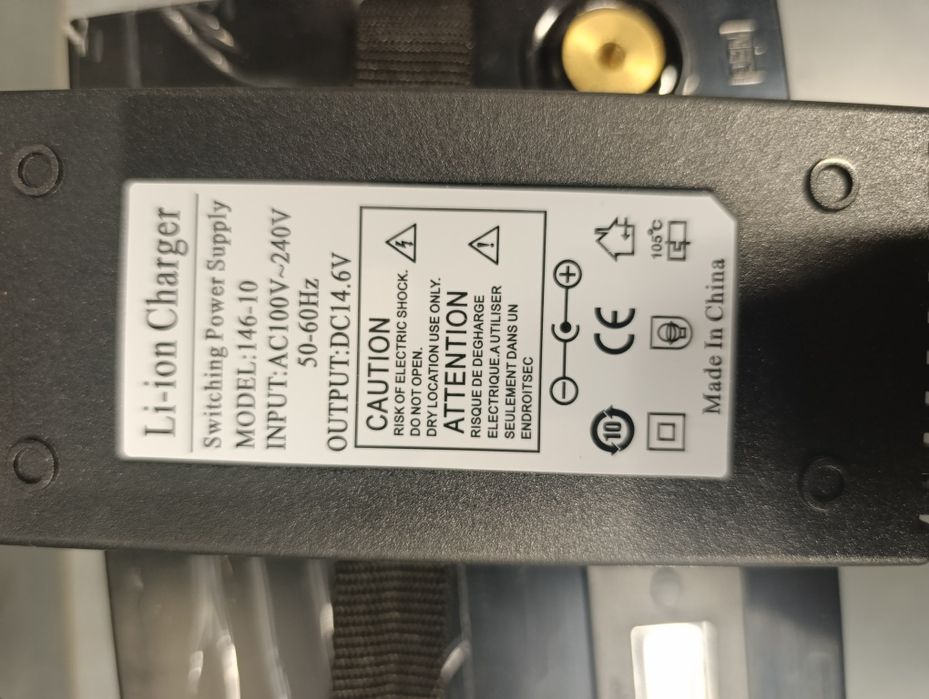 Li-ion Charger
Switching Power Supply
MODEL:146-10
INPUT:AC100V~240V
50-60Hz
OUTPUT:DC14.6V
CAUTION
RISK OF ELECTRIC SHOCK.
DO NOT OPEN.
DRY LOCATION USE ONLY.
ATTENTION
RISQUE DE DEGHARGE
ELECTRIQUE.A UTILISER
SEULEMENT DANS UN
ENDROITSEC
10
CE
105°C
Made In China